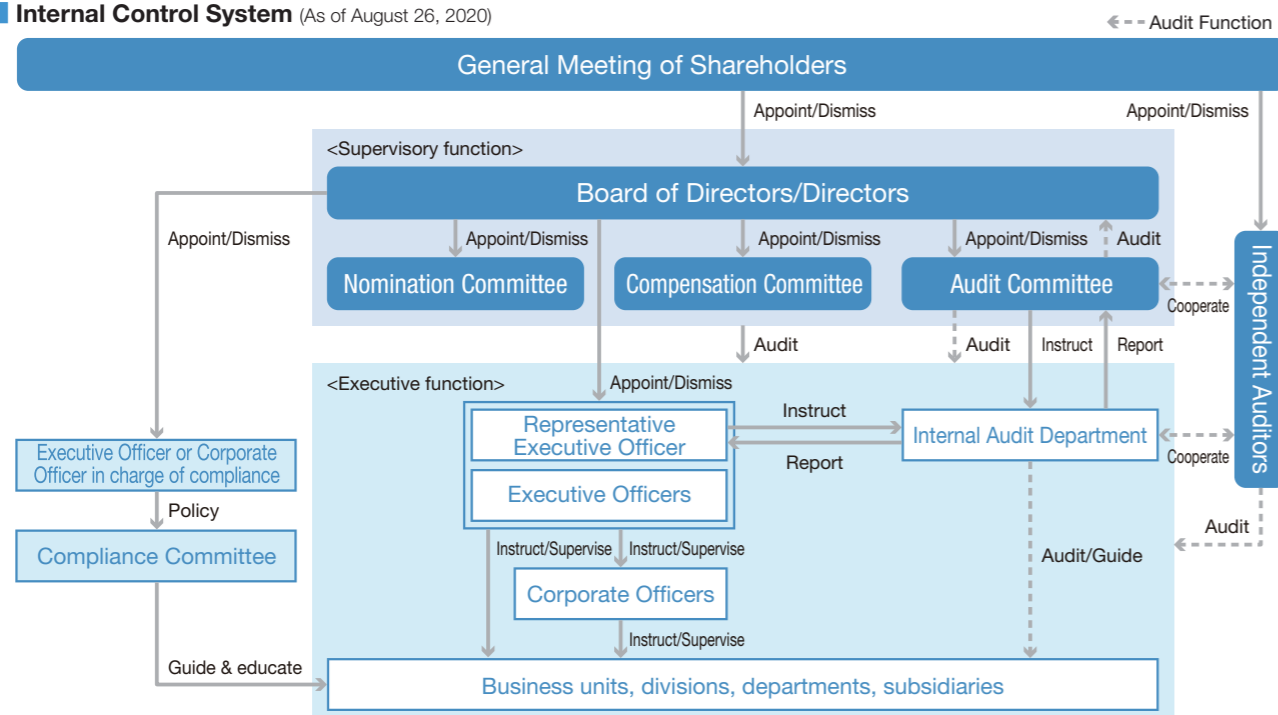 Internal Control System (As of August 26, 2020)
Audit Function
General Meeting of Shareholders
Appoint/Dismiss
Appoint/Dismiss
<Supervisory function>
Board of Directors/Directors
Appoint/Dismiss
Appoint/Dismiss
Appoint/Dismiss
Appoint/Dismiss
Audit
Nomination Committee
Compensation Committee
Audit Committee
Cooperate
Independent Auditors
Audit
Audit
Instruct
Report
<Executive function>
Appoint/Dismiss
Representative
Executive Officer
Instruct
Report
Internal Audit Department
Cooperate
Executive Officer or Corporate
Officer in charge of compliance
Executive Officers
Policy
Audit
Compliance Committee
Instruct/Supervise
Instruct/Supervise
Audit/Guide
Corporate Officers
Instruct/Supervise
Guide & educate
Business units, divisions, departments, subsidiaries